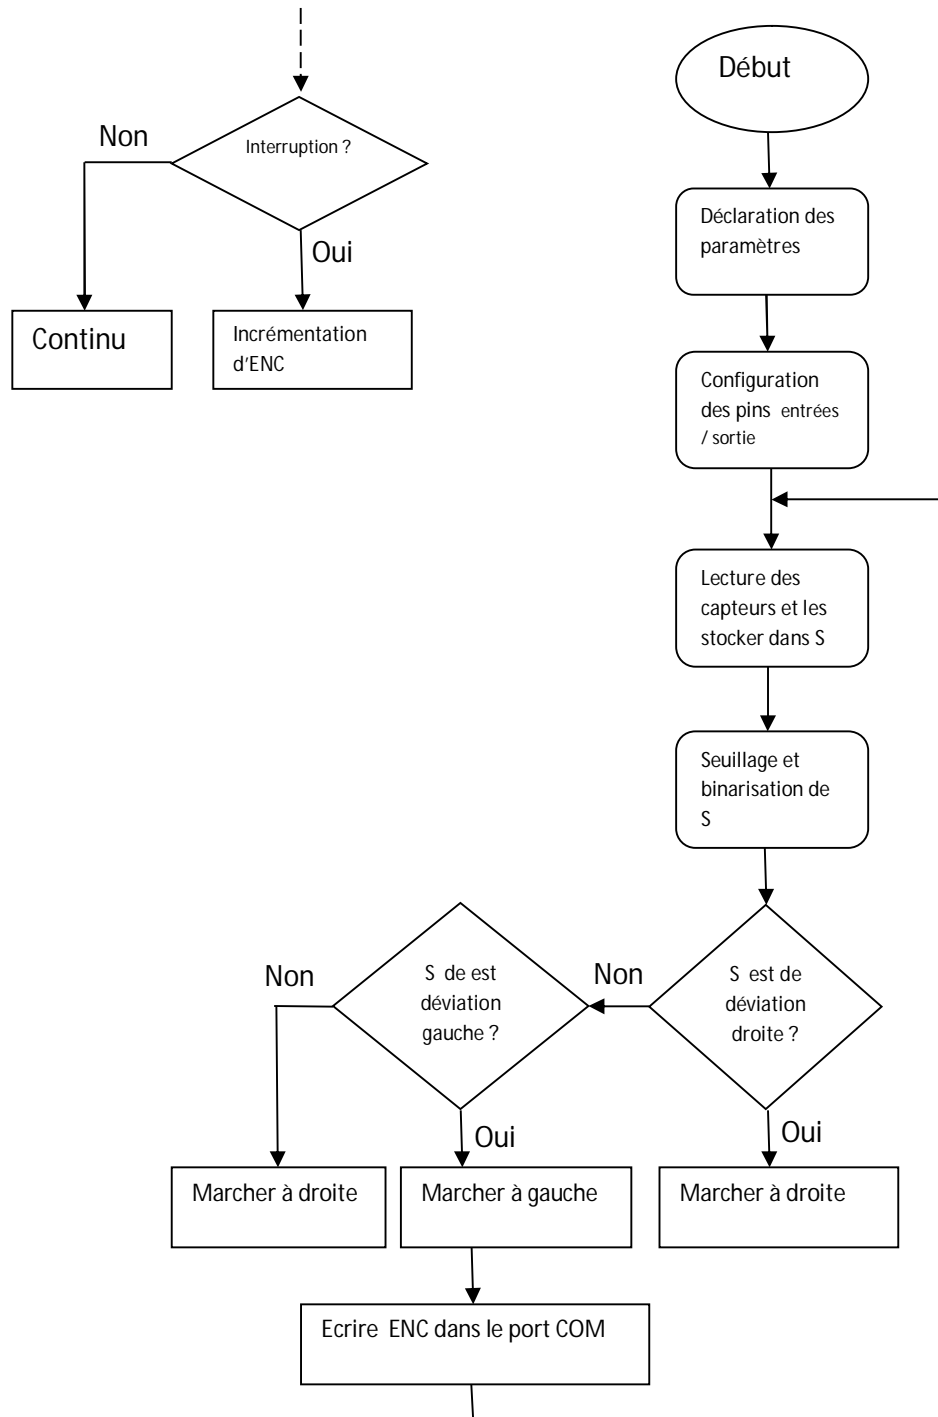 Non
Interruption ?
Oui
Continu
Incrémentation
d'ENC
Début
Déclaration des
paramètres
Configuration
des pins entrées
/ sortie
Lecture des
capteurs et les
stocker dans S
Seuillage et
binarisation de
S
S est de
déviation
droite ?
Non
S de est
déviation
gauche ?
Non
Oui
Oui
Marcher à droite
Marcher à gauche
Marcher à droite
Ecrire ENC dans le port COM